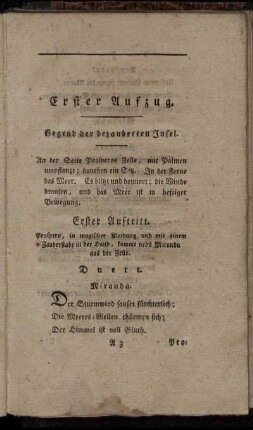 Erster Aufzug.
Gegend der bezauberten Insel.
An der Seite Prosperos Zelle, mit Palmen
umpflanzt; daneben ein Sitz. In der Ferne
das Meer. Es blitzt und donnert; die Winde
brausen, und das Meer ist in heftiger
Bewegung.
Erster Auftritt.
Prospero, in magischer Kleidung und mit einem
Zauberstabe in der Hand, kommt nebst Miranda
aus der Zelle.
Duett.
Miranda.
Der Sturmwind sauset fürchterlich;
Die Meeres-Wellen thürmen sich;
Der Himmel ist voll Gluth.
A 3
Pro-